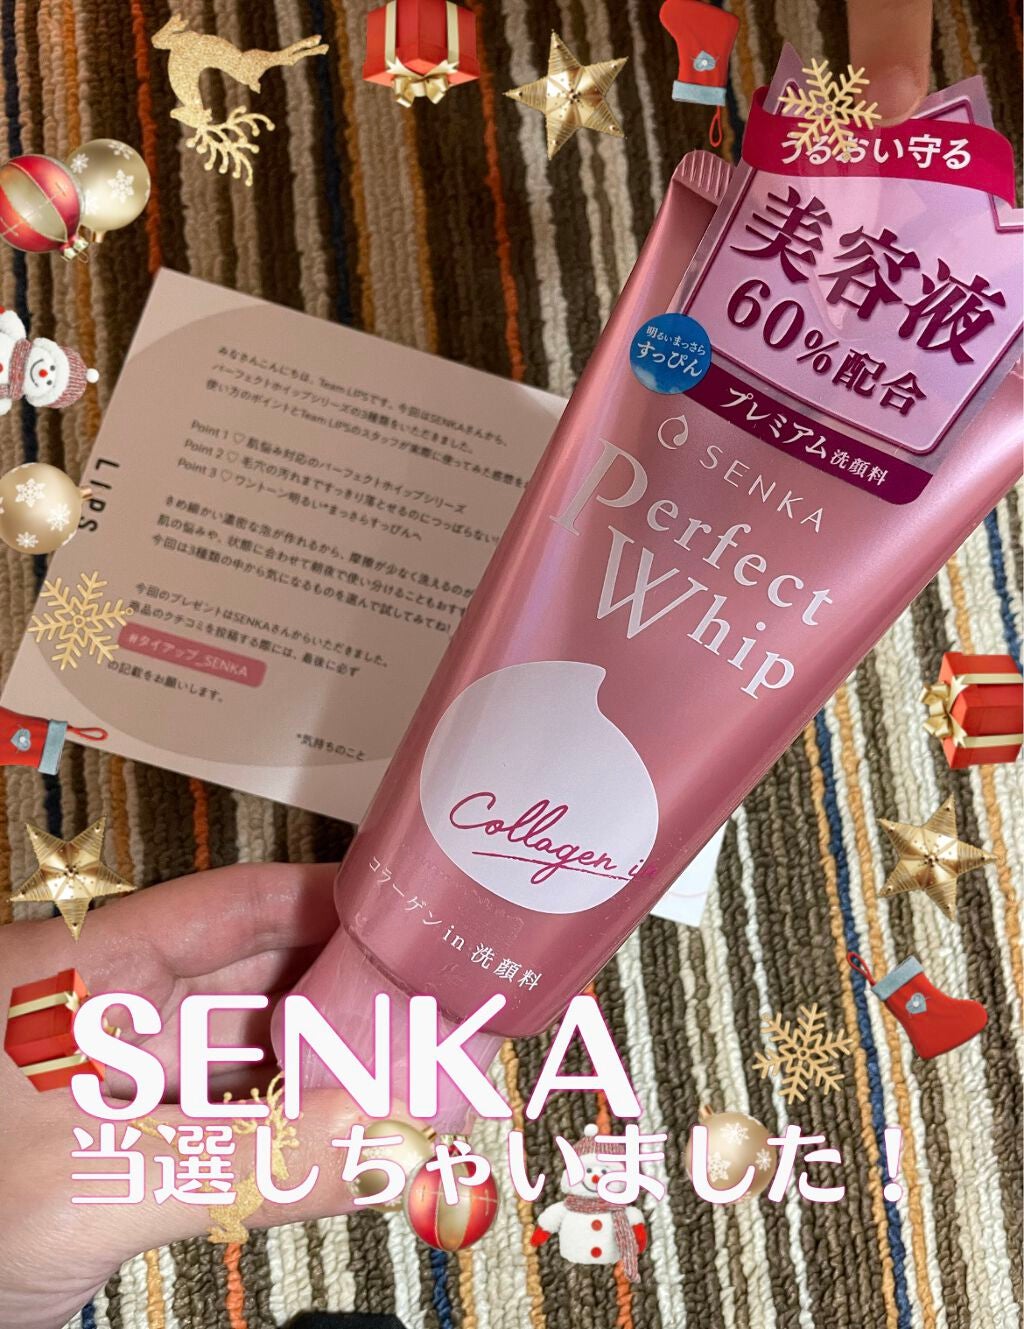 うるおい守る
美容液
60%配合
明るいまっさら
すっぴん
プレミアム洗顔料
SENKA
Perfect
Whip
Collagen in
コラーゲンin洗顔料
LIPS
みなさんこんにちは、Team LIPSです。今回はSENKAさんから、
パーフェクトホイップシリーズの3種類をいただきました。
使い方のポイントとTeam LIPSのスタッフが実際に使ってみた感想も
Point 1 ♡ 肌悩み対応のパーフェクトホイップシリーズ
Point 2 ♡ 毛穴の汚れまですっきり落とせるのにつっぱらない
Point 3 ♡ ワントーン明るい*まっさらすっぴんへ
きめ細かい濃密な泡が作れるから、摩擦が少なく洗えるのが
肌の悩みや、状態に合わせて朝夜で使い分けることもおすす
今回は3種類の中から気になるものを選んで試してみてね!
今回のプレゼントはSENKAさんからいただきました。
商品のクチコミを投稿する際には、最後に必ず
#タイアップ_SENKA
の記載をお願いします。
*気持ちのこと
SENKA
当選しちゃいました！